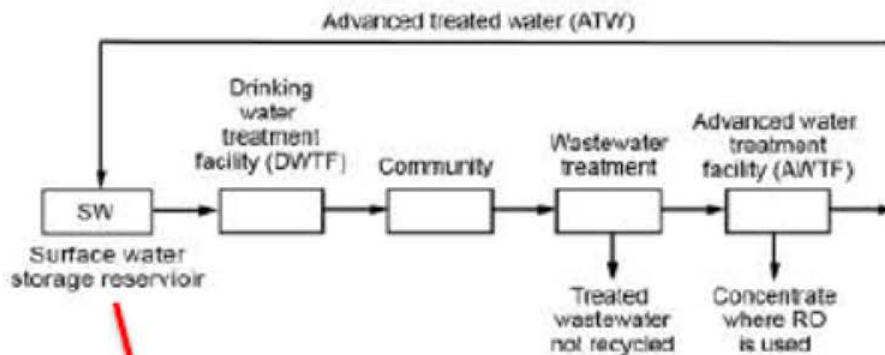 Advanced treated water (ATW)
Drinking
water
treatment
facility (DWTF)
Community
Wastewater
treatment
Advanced water
treatment
facility (AWTF)
SW
Surface water
storage reservioir
Treated
wastewater
not recycled
Concentrate
where RO
is used